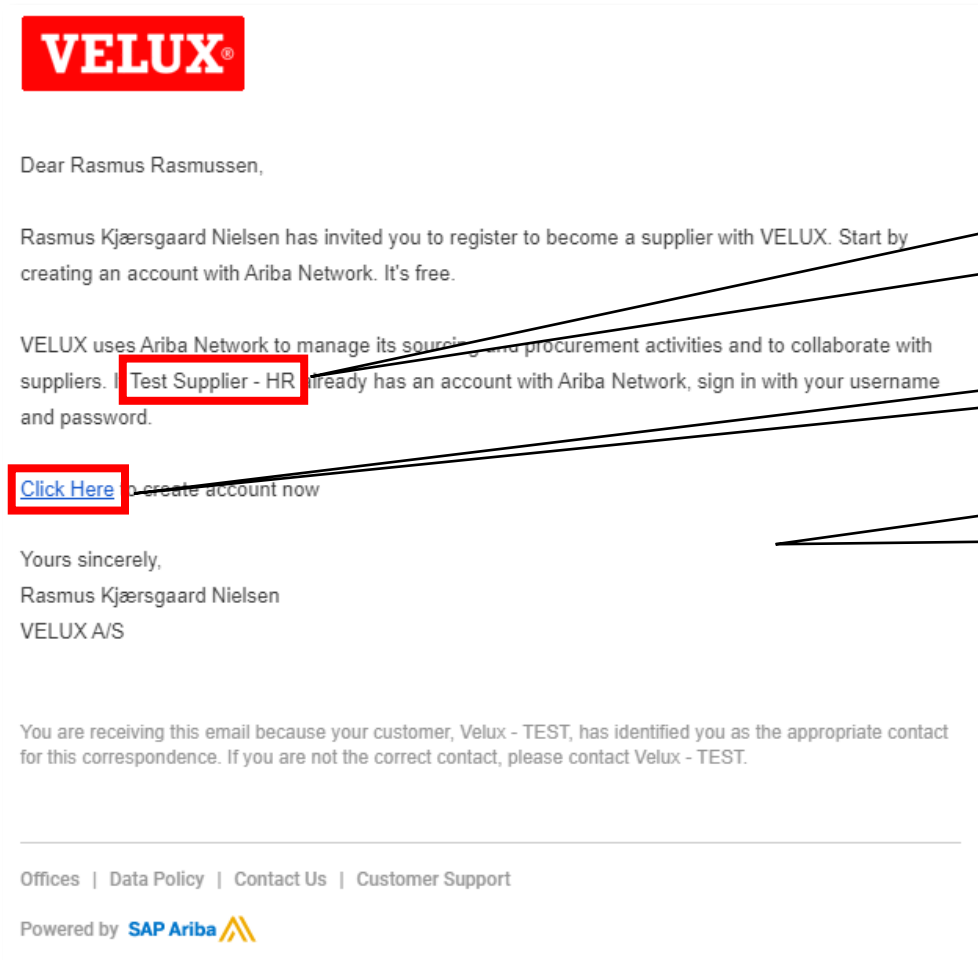 VELUX®
Dear Rasmus Rasmussen,
Rasmus Kjærsgaard Nielsen has invited you to register to become a supplier with VELUX. Start by
creating an account with Ariba Network. It's free.
VELUX uses Ariba Network to manage its sourcing and procurement activities and to collaborate with
suppliers. I Test Supplier - HR already has an account with Ariba Network, sign in with your username
and password.
Click Here to create account now
Yours sincerely,
Rasmus Kjærsgaard Nielsen
VELUX A/S
You are receiving this email because your customer, Velux - TEST, has identified you as the appropriate contact
for this correspondence. If you are not the correct contact, please contact Velux - TEST.
Offices | Data Policy | Contact Us | Customer Support
Powered by SAP Ariba